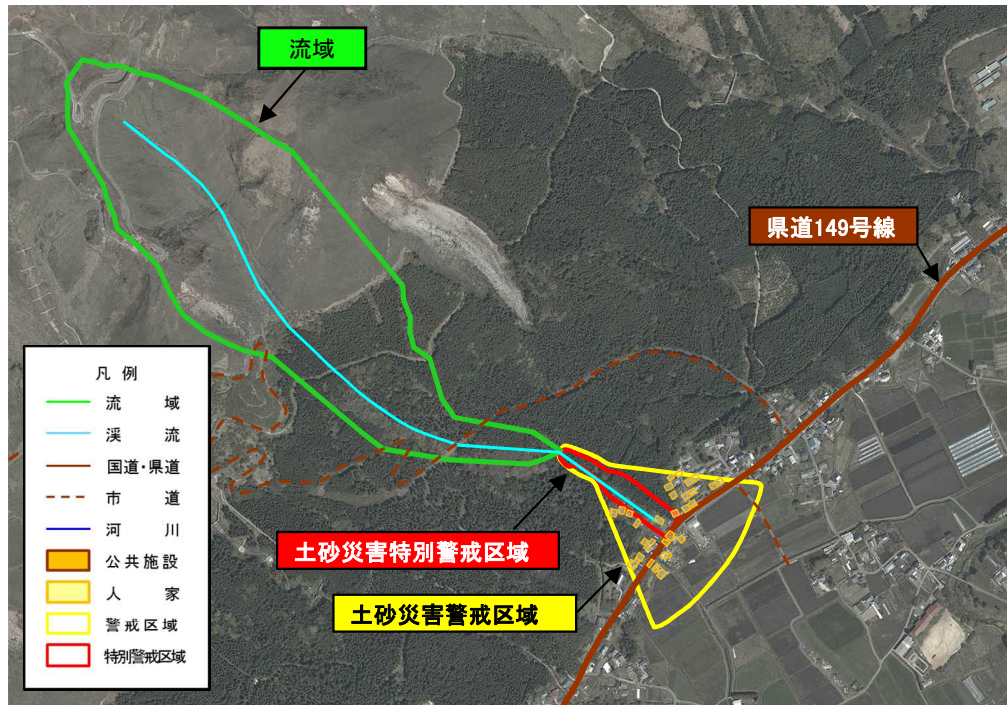 流域
県道149号線
凡例
流域
渓流
国道・県道
市道
河川
公共施設
人家
警戒区域
特別警戒区域
土砂災害特別警戒区域
土砂災害警戒区域